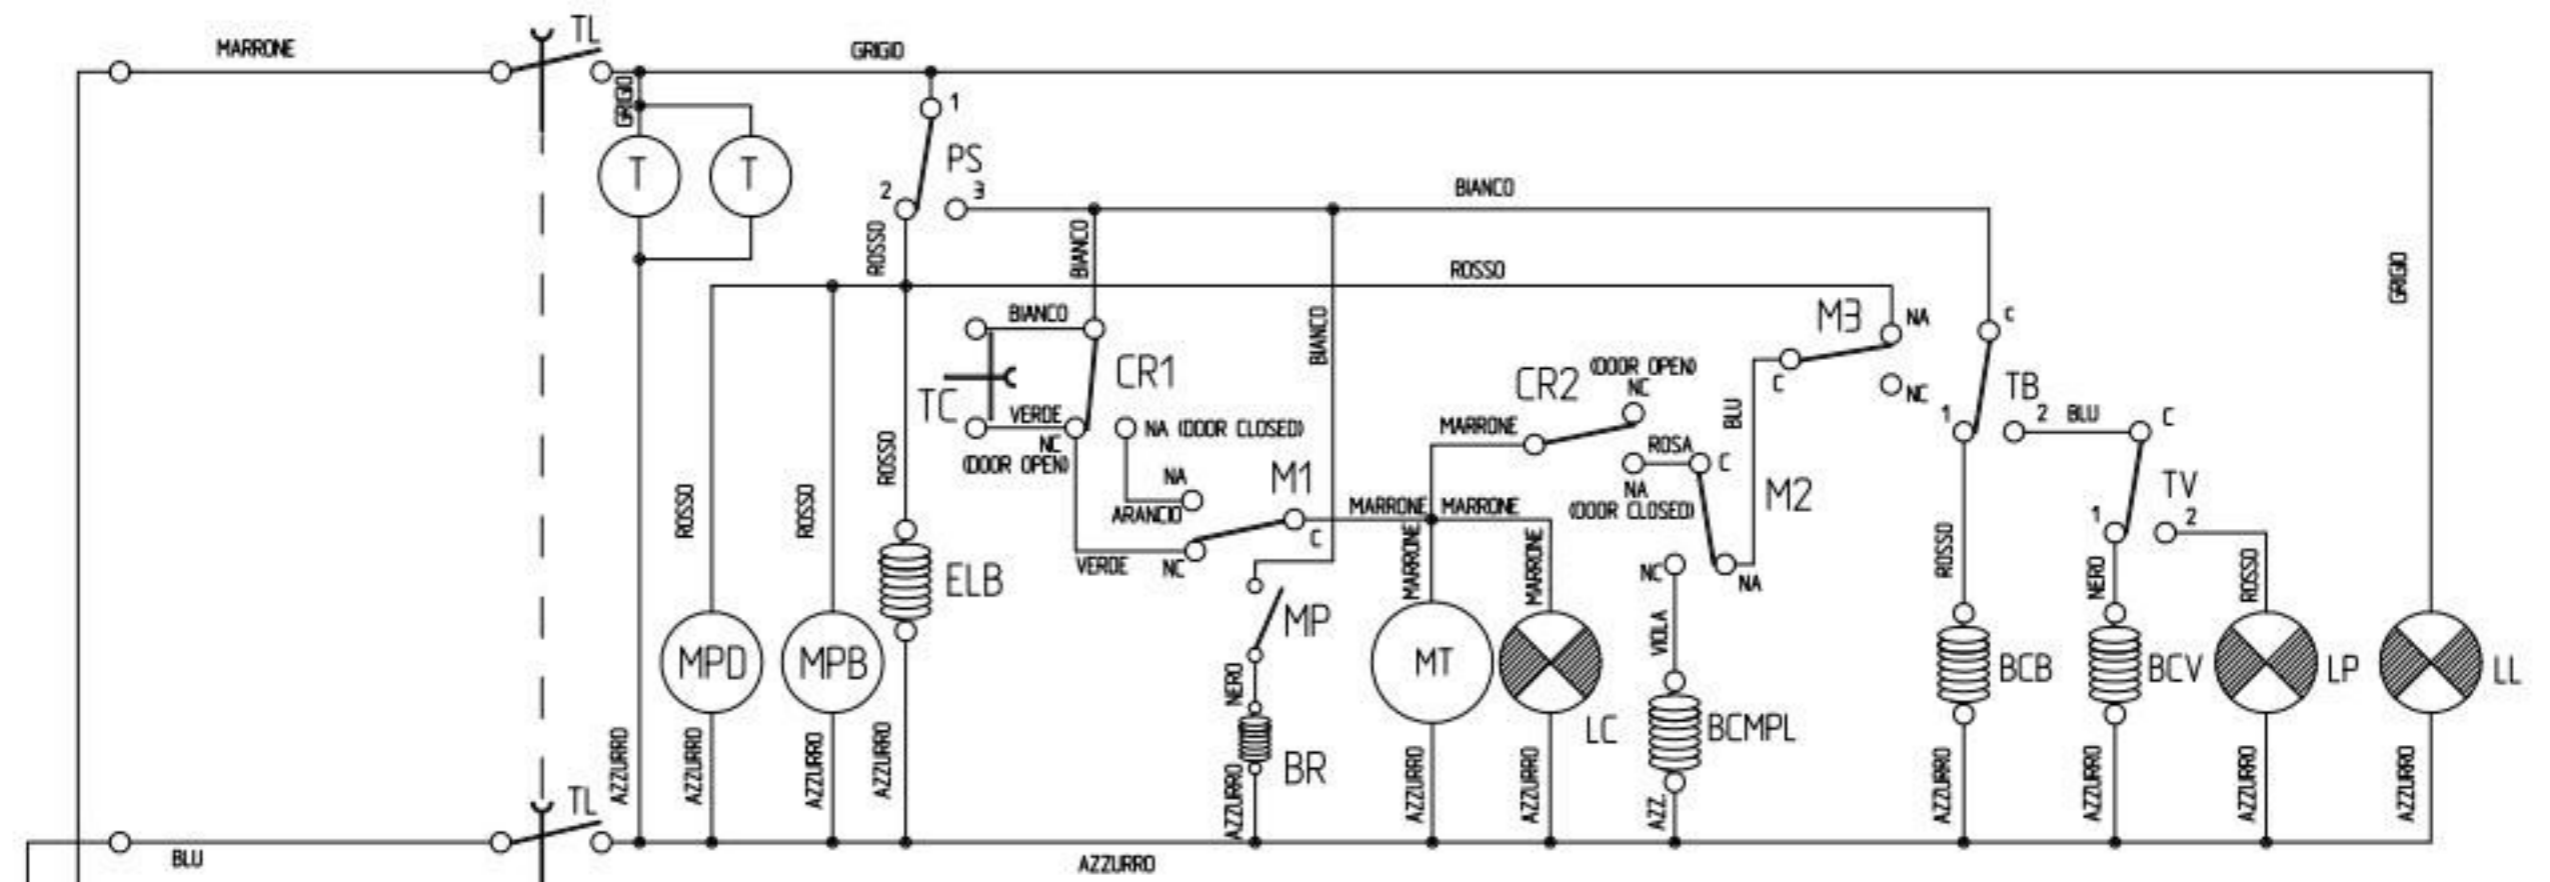 MARRONE
TL
GRIGIO
GRIGIO
T
T
1
PS
2
3
BIANCO
ROSSO
BIANCO
ROSSO
GRIGIO
BIANCO
BIANCO
M3
NA
C
TC
CR1
CR2
(DOOR OPEN)
NC
C
NC
TB
VERDE
NA (DOOR CLOSED)
NC
(DOOR OPEN)
BLU
1
2
BLU
C
MARRONE
ROSA
C
ROSSO
ROSSO
ROSSO
NA
M1
NA
(DOOR CLOSED)
M2
TV
ARANCIO
MARRONE
MARRONE
C
1
2
VERDE
NC
MARRONE
MARRONE
NC
NA
ROSSO
NERO
ROSSO
ELB
MP
VIOLA
MPD
MPB
NERO
MT
LC
BCMPL
BCB
BCV
LP
LL
BR
AZZURRO
AZZURRO
AZZURRO
AZZURRO
AZZURRO
AZZURRO
AZZURRO
AZZ.
AZZURRO
AZZURRO
AZZURRO
AZZURRO
TL
BLU
AZZURRO